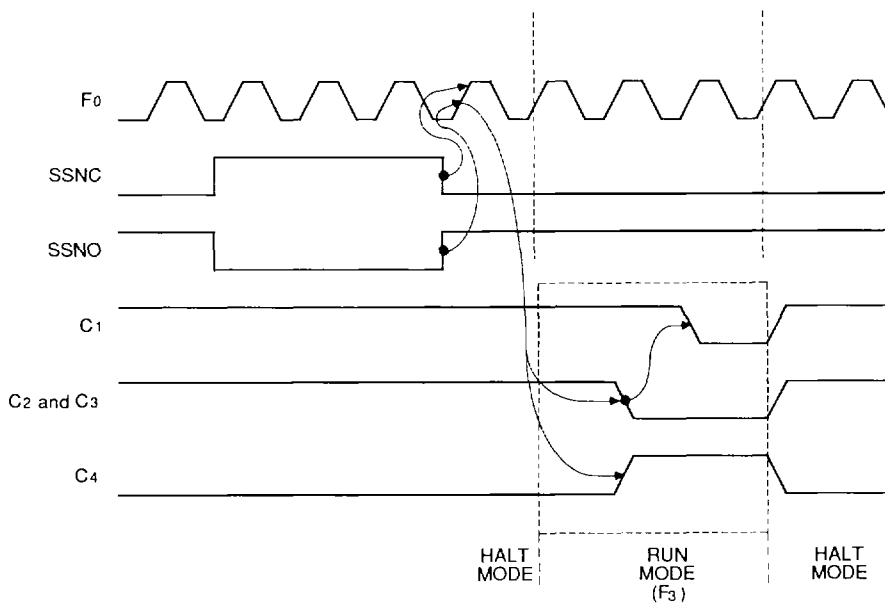 F0
SSNC
SSNO
C1
C2 and C3
C4
HALT
MODE
RUN
MODE
(F3)
HALT
MODE